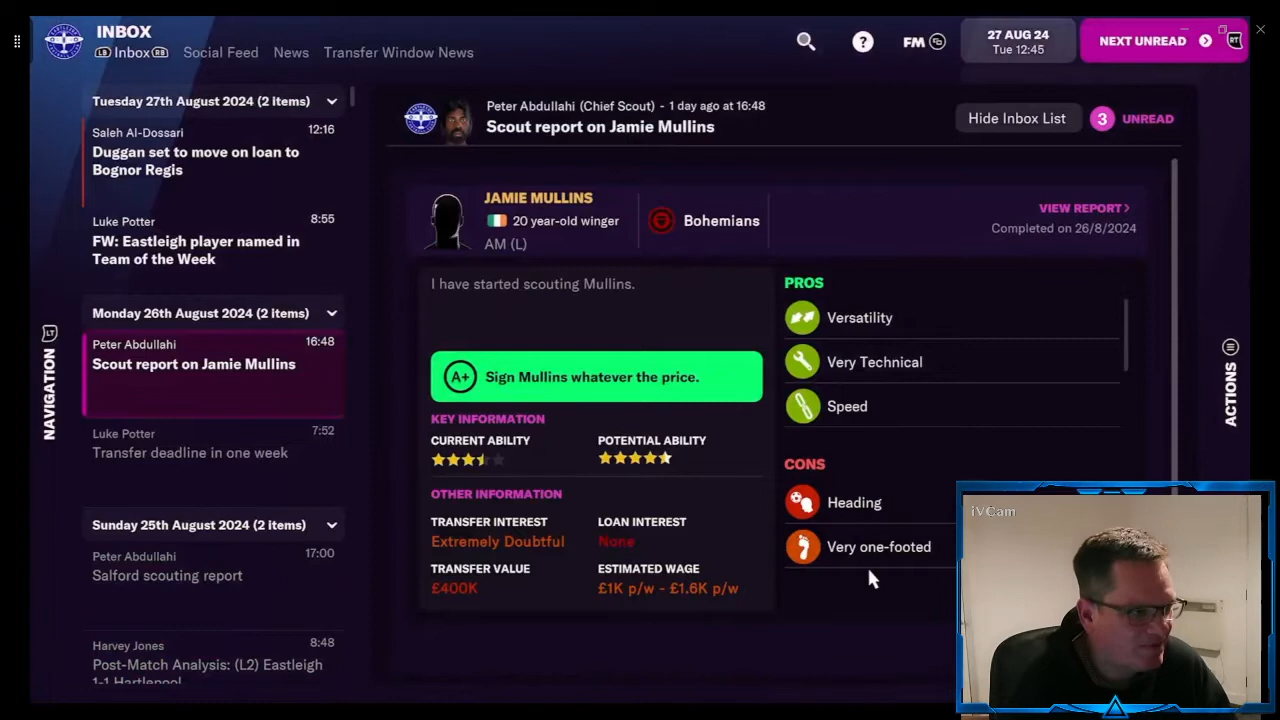 INBOX
LB Inbox RB
Social Feed
News
Transfer Window News
?
FM
27 AUG 24
Tue 12:45
NEXT UNREAD
RT
Tuesday 27th August 2024 (2 items)
Saleh Al-Dossari
12:16
Duggan set to move on loan to
Bognor Regis
Luke Potter
8:55
FW: Eastleigh player named in
Team of the Week
Monday 26th August 2024 (2 items)
Peter Abdullahi
16:48
Scout report on Jamie Mullins
Luke Potter
7:52
Transfer deadline in one week
Sunday 25th August 2024 (2 items)
Peter Abdullahi
17:00
Salford scouting report
Harvey Jones
8:48
Post-Match Analysis: (L2) Eastleigh
1-1 Hartlepool
LT
NAVIGATION
Peter Abdullahi (Chief Scout) - 1 day ago at 16:48
Scout report on Jamie Mullins
Hide Inbox List
3 UNREAD
JAMIE MULLINS
20 year-old winger
AM (L)
Bohemians
VIEW REPORT >
Completed on 26/8/2024
I have started scouting Mullins.
A+ Sign Mullins whatever the price.
KEY INFORMATION
CURRENT ABILITY
POTENTIAL ABILITY
OTHER INFORMATION
TRANSFER INTEREST
LOAN INTEREST
Extremely Doubtful
None
TRANSFER VALUE
ESTIMATED WAGE
£400K
£1K p/w - £1.6K p/w
PROS
Versatility
Very Technical
Speed
CONS
Heading
Very one-footed
ACTIONS
iVCam